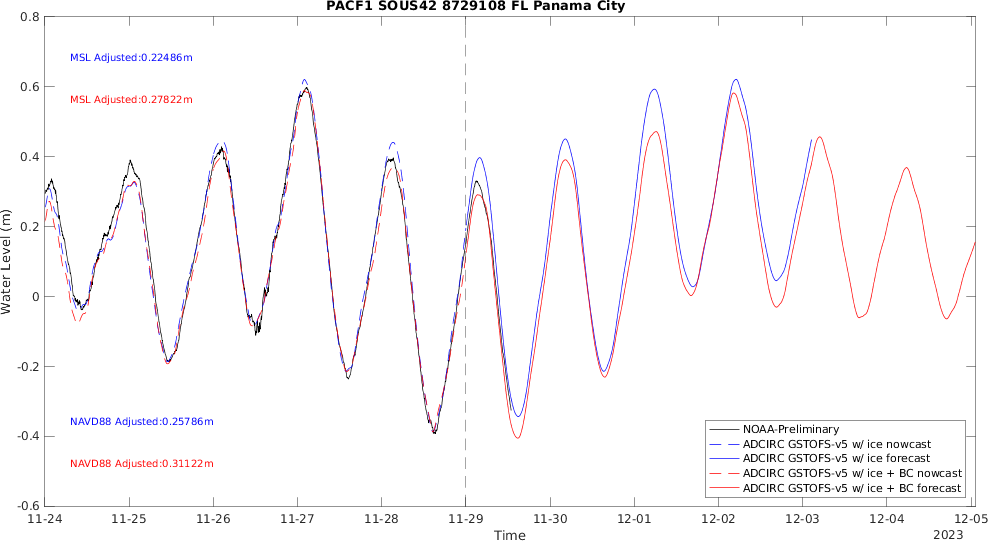 PACF1 SOUS42 8729108 FL Panama City
0.8
0.6
0.4
0.2
0
-0.2
-0.4
-0.6
Water Level (m)
MSL Adjusted:0.22486m
MSL Adjusted:0.27822m
NAVD88 Adjusted:0.25786m
NAVD88 Adjusted:0.31122m
NOAA-Preliminary
ADCIRC GSTOFS-v5 w/ ice nowcast
ADCIRC GSTOFS-v5 w/ ice forecast
ADCIRC GSTOFS-v5 w/ ice + BC nowcast
ADCIRC GSTOFS-v5 w/ ice + BC forecast
11-24 11-25 11-26 11-27 11-28 11-29 11-30 12-01 12-02 12-03 12-04 12-05
Time
2023